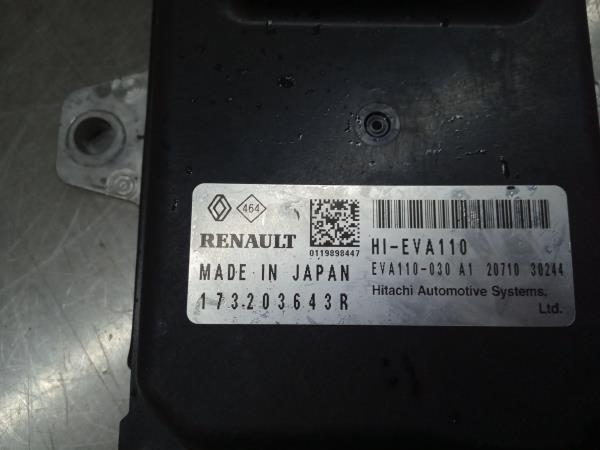 464
RENAULT
0119898447
MADE IN JAPAN
173203643R
HI-EVA110
EVA110-030 A1 20710 30244
Hitachi Automotive Systems,
Ltd.